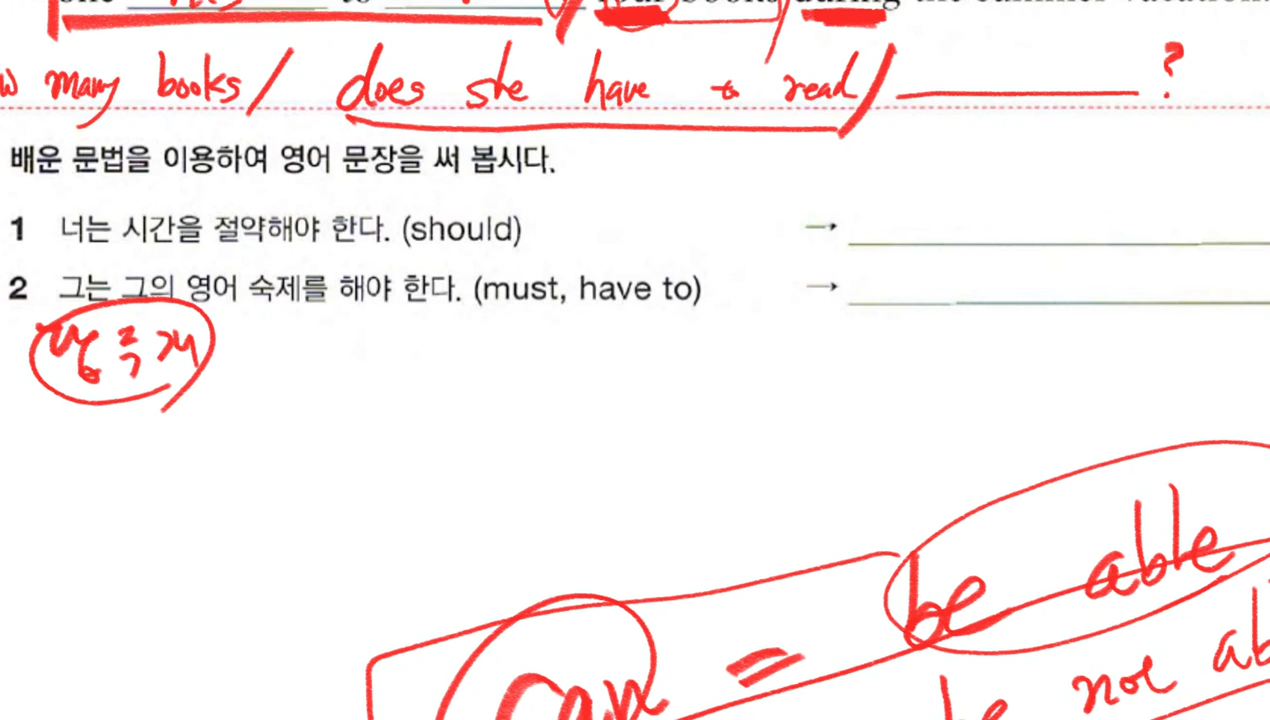 many books / does she have to read / ?
배운 문법을 이용하여 영어 문장을 써 봅시다.
1 너는 시간을 절약해야 한다. (should) →
2 그는 그의 영어 숙제를 해야 한다. (must, have to) →
be able
can =
not